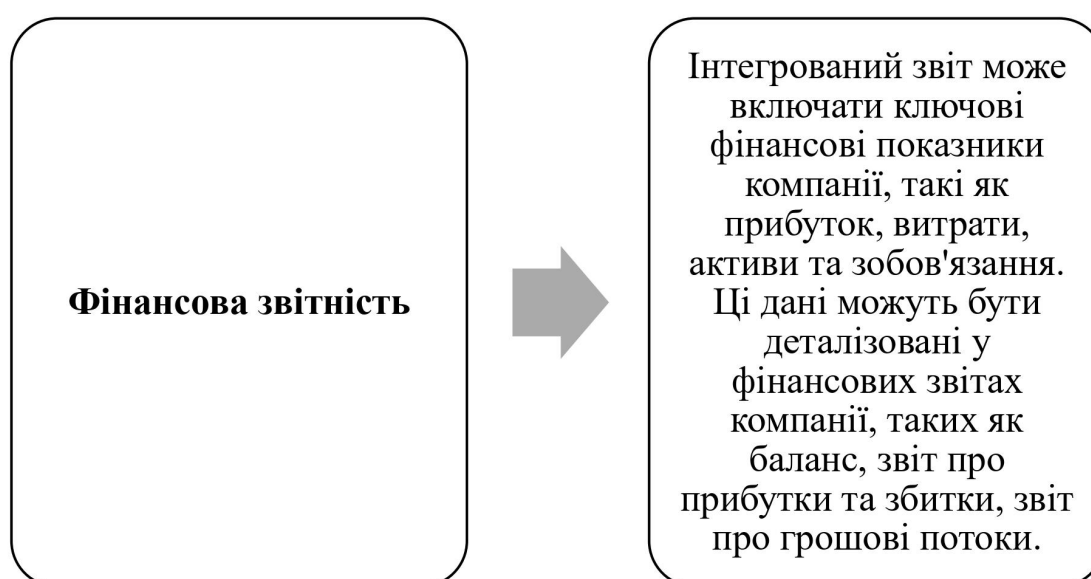 Фінансова звітність
Інтегрований звіт може
включати ключові
фінансові показники
компанії, такі як
прибуток, витрати,
активи та зобов'язання.
Ці дані можуть бути
деталізовані у
фінансових звітах
компанії, таких як
баланс, звіт про
прибутки та збитки, звіт
про грошові потоки.